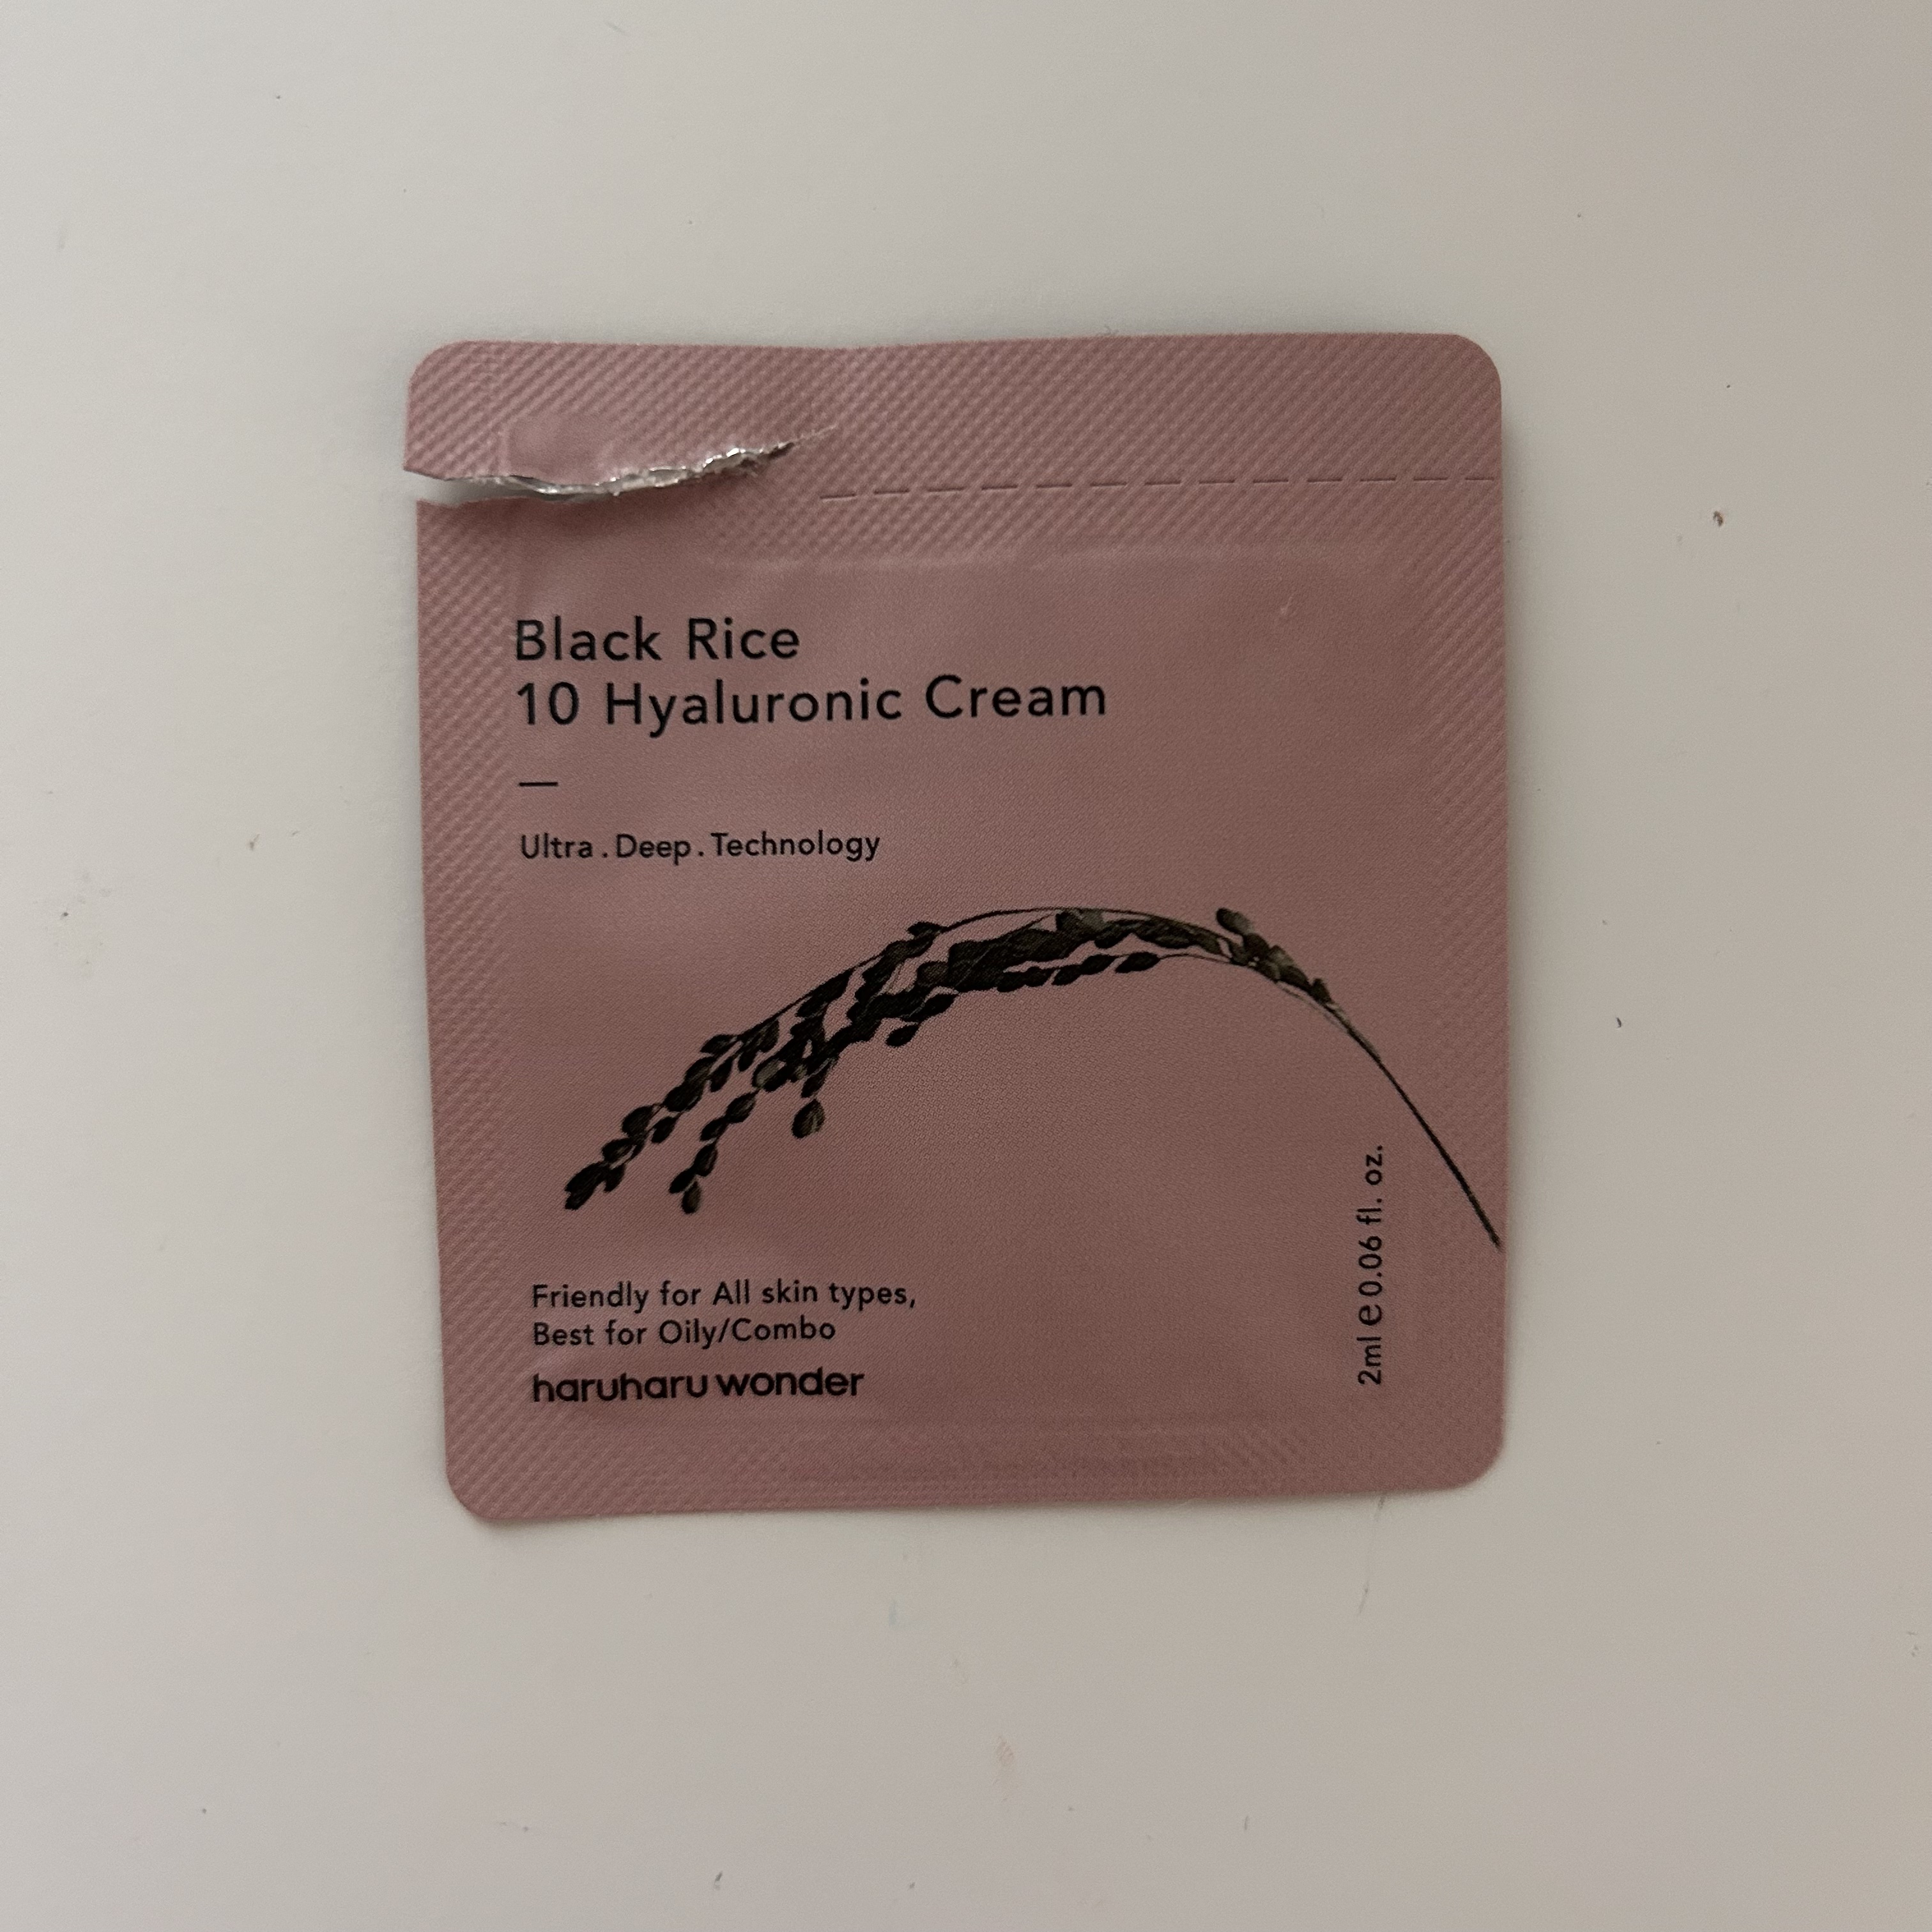 Black Rice
10 Hyaluronic Cream
—
Ultra . Deep . Technology
Friendly for All skin types,
Best for Oily/Combo
haruharu wonder
2ml ℮ 0.06 fl. oz.